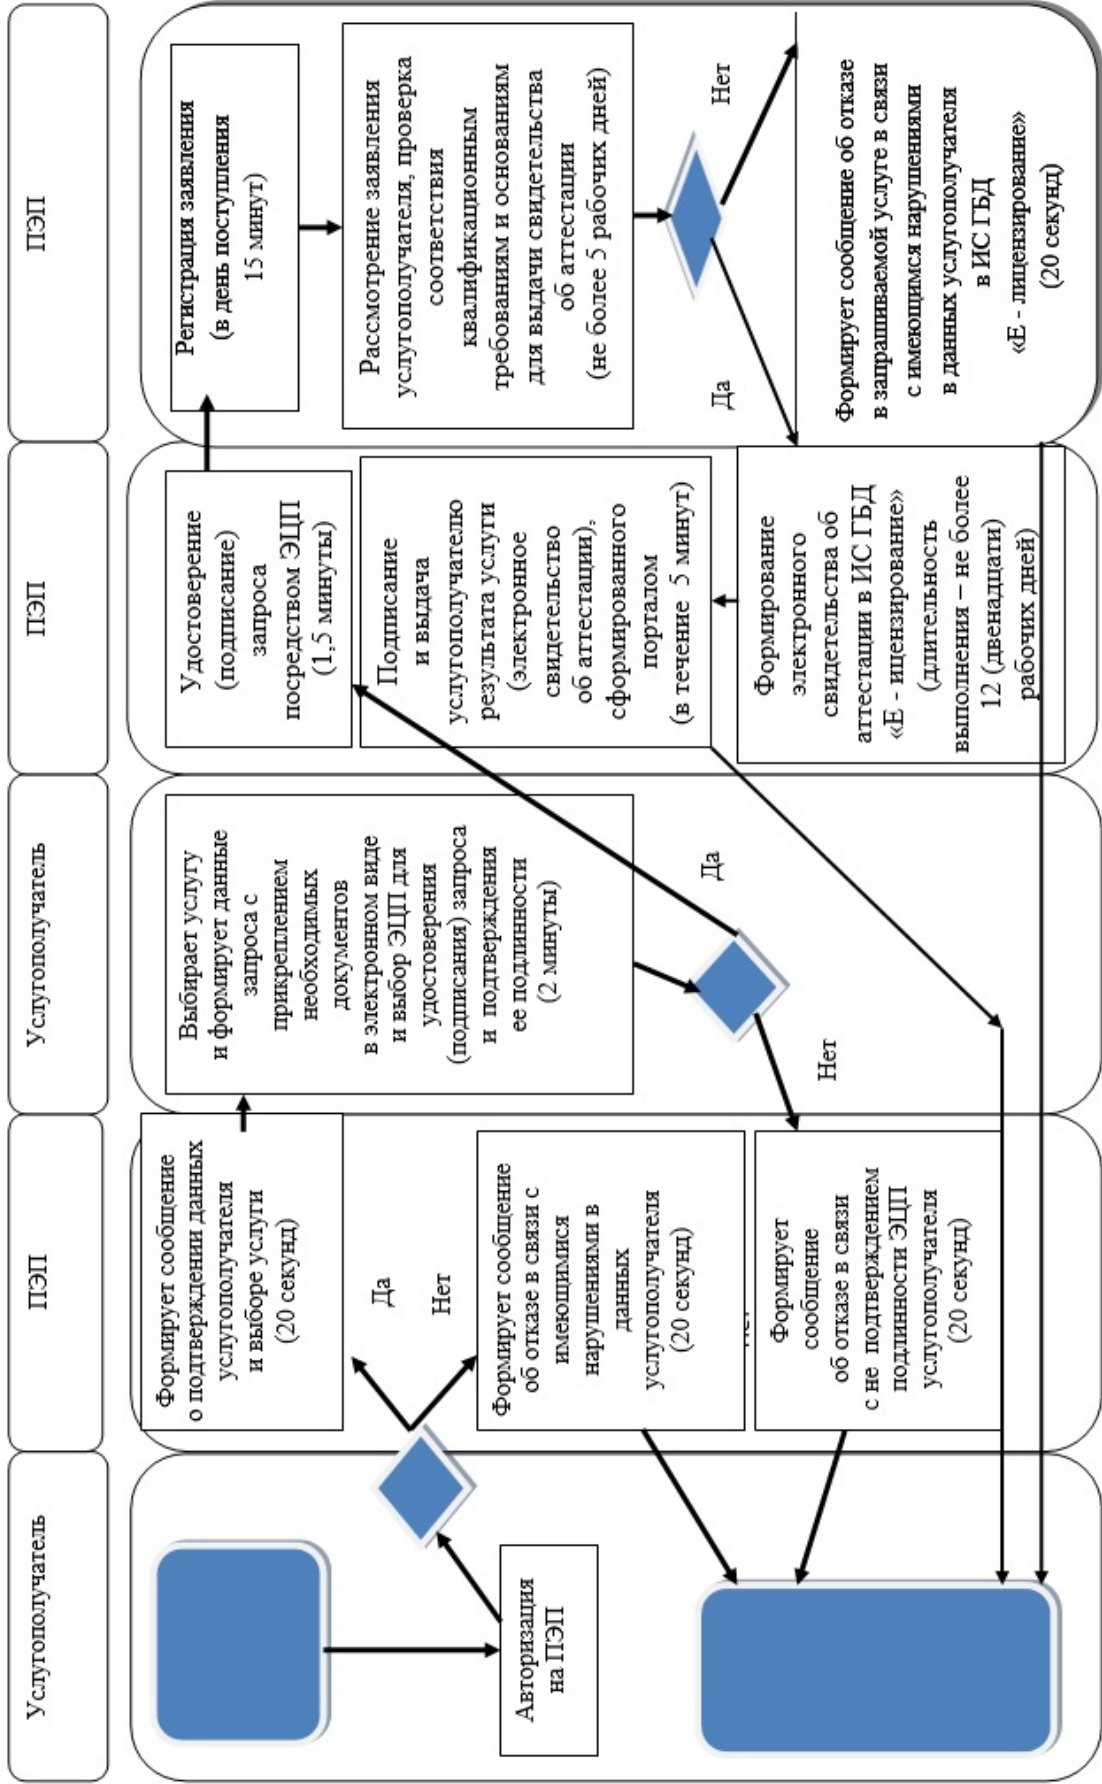 Услугополучатель
ПЭП
Услугополучатель
ПЭП
ПЭП
Авторизация
на ПЭП
Формирует сообщение
о подтверждении данных
услугополучателя
и выборе услуги
(20 секунд)
Да
Нет
Формирует сообщение
об отказе в связи с
имеющимися
нарушениями в
данных
услугополучателя
(20 секунд)
Формирует
сообщение
об отказе в связи
с не подтверждением
подлинности ЭЦП
услугополучателя
(20 секунд)
Выбирает услугу
и формирует данные
запроса с
прикреплением
необходимых
документов
в электронном виде
и выбор ЭЦП для
удостоверения
(подписания) запроса
и подтверждения
ее подлинности
(2 минуты)
Да
Нет
Удостоверение
(подписание)
запроса
посредством ЭЦП
(1,5 минуты)
Подписание
и выдача
услугополучателю
результата услуги
(электронное
свидетельство
об аттестации),
сформированного
порталом
(в течение 5 минут)
Формирование
электронного
свидетельства об
аттестации в ИС ГБД
«Е - ицензирование»
(длительность
выполнения – не более
12 (двенадцати)
рабочих дней)
Регистрация заявления
(в день поступления
15 минут)
Рассмотрение заявления
услугополучателя, проверка
соответствия
квалификационным
требованиям и основаниям
для выдачи свидетельства
об аттестации
(не более 5 рабочих дней)
Да
Нет
Формирует сообщение об отказе
в запрашиваемой услуге в связи
с имеющимся нарушениями
в данных услугополучателя
в ИС ГБД
«Е - лицензирование»
(20 секунд)